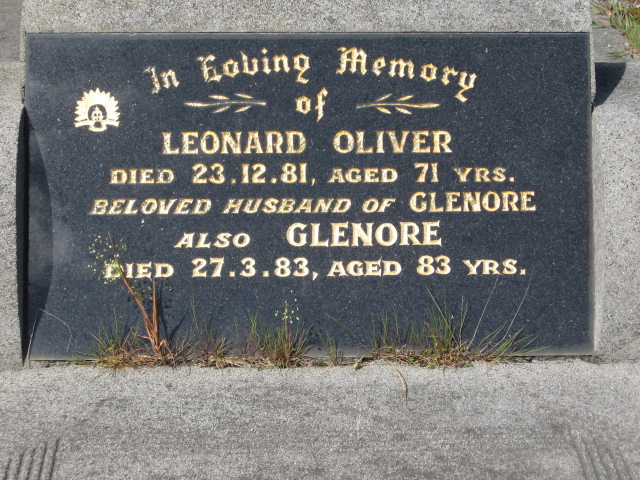 In Loving Memory
of
LEONARD OLIVER
DIED 23.12.81, AGED 71 YRS.
BELOVED HUSBAND OF GLENORE
ALSO GLENORE
DIED 27.3.83, AGED 83 YRS.